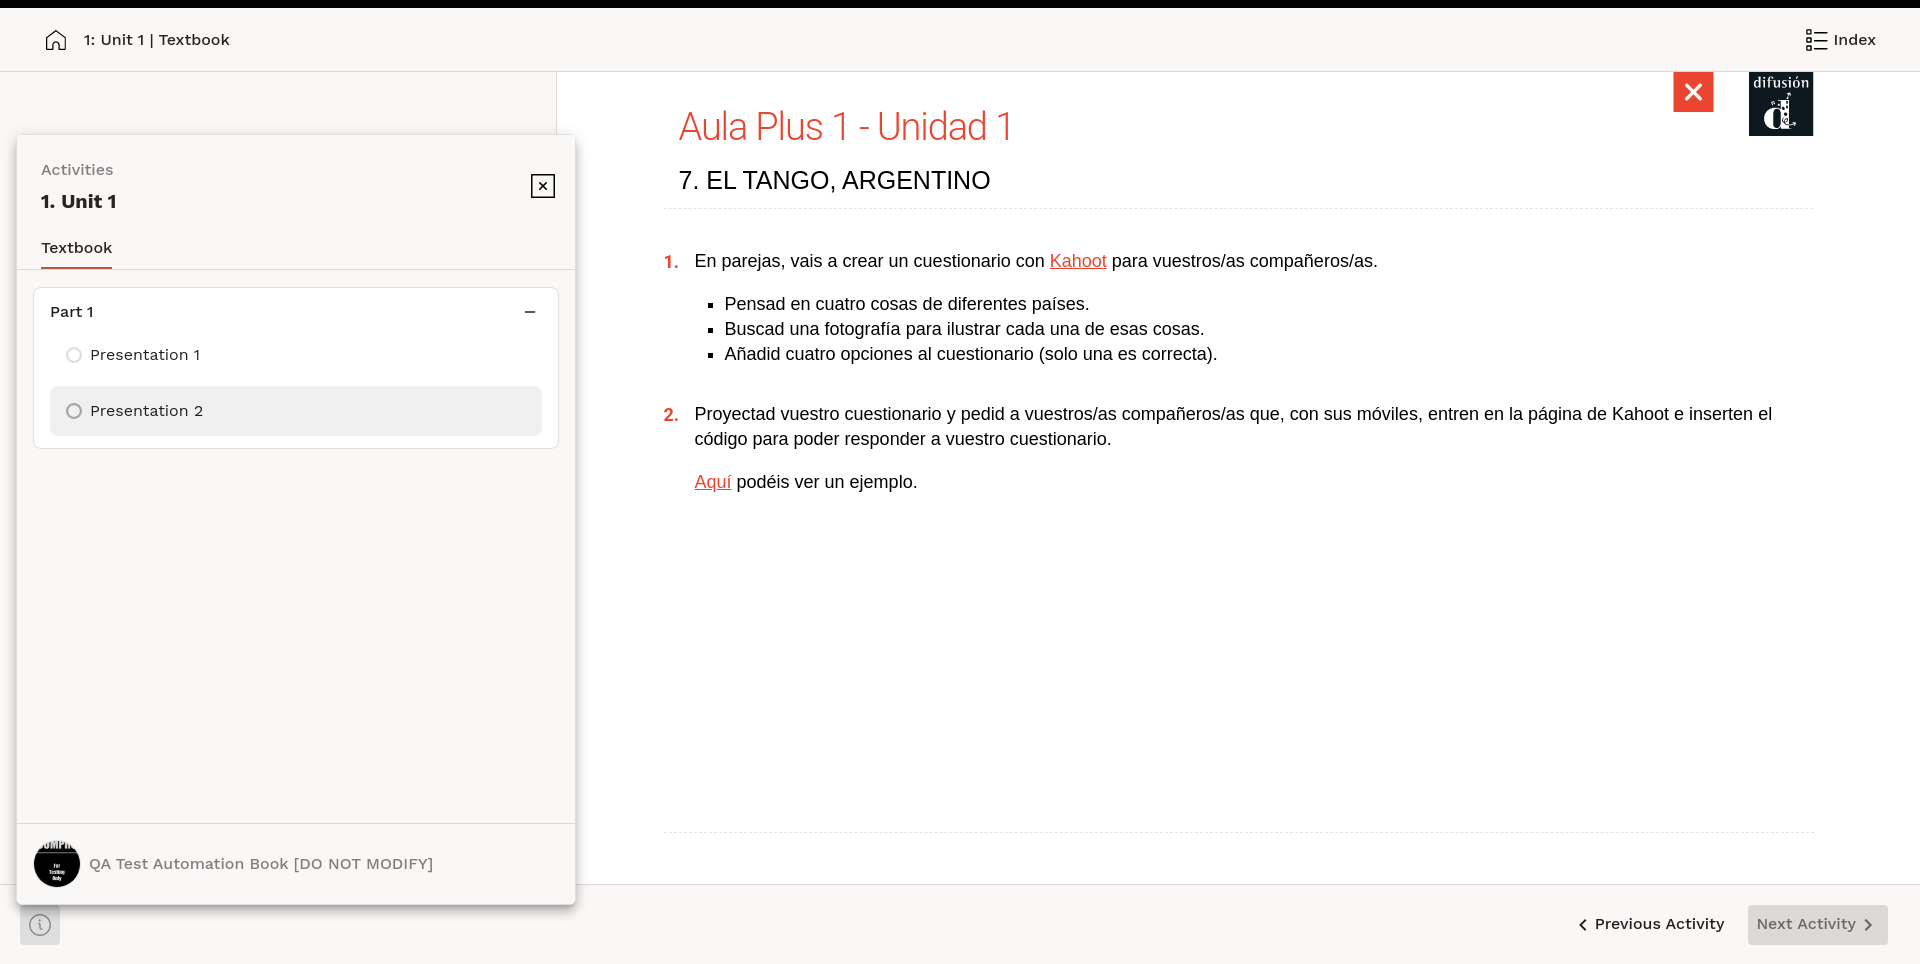 1: Unit 1 | Textbook
Index
Activities
1. Unit 1
Textbook
Part 1
Presentation 1
Presentation 2
QA Test Automation Book [DO NOT MODIFY]
For
Testing
Only
difusión
Aula Plus 1 - Unidad 1
7. EL TANGO, ARGENTINO
1. En parejas, vais a crear un cuestionario con Kahoot para vuestros/as compañeros/as.
▪ Pensad en cuatro cosas de diferentes países.
▪ Buscad una fotografía para ilustrar cada una de esas cosas.
▪ Añadid cuatro opciones al cuestionario (solo una es correcta).
2. Proyectad vuestro cuestionario y pedid a vuestros/as compañeros/as que, con sus móviles, entren en la página de Kahoot e inserten el
código para poder responder a vuestro cuestionario.
Aquí podéis ver un ejemplo.
Previous Activity
Next Activity